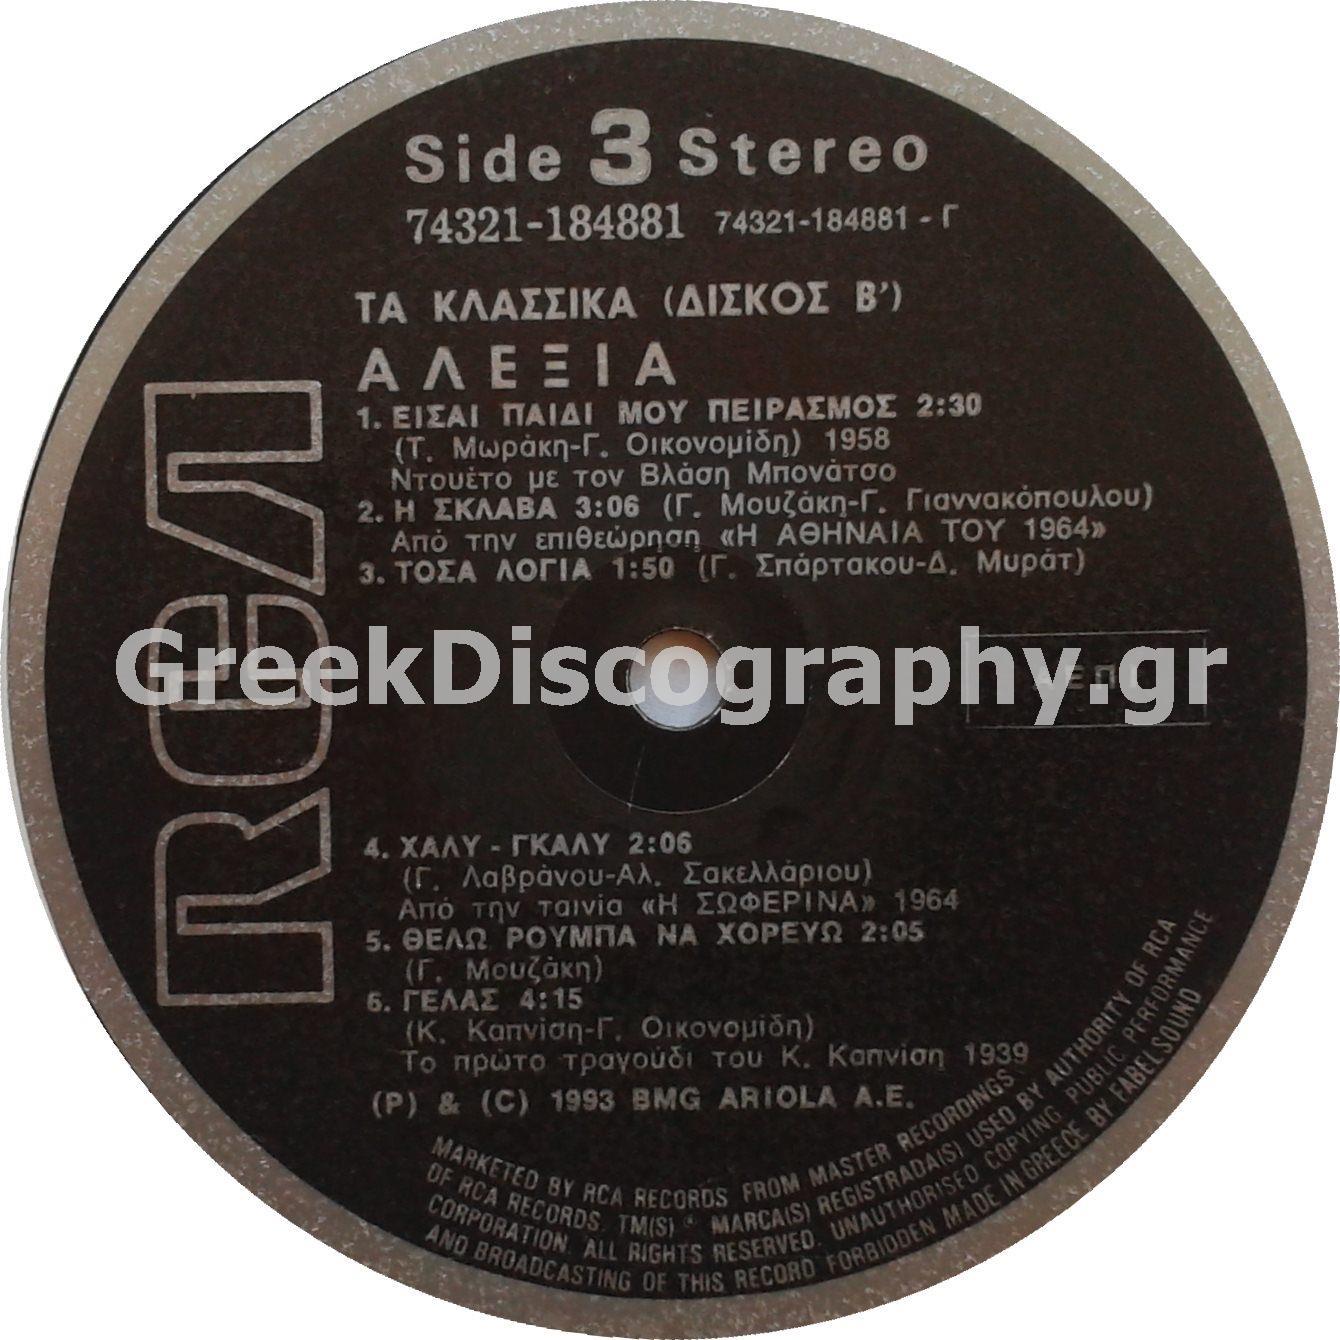 Side 3 Stereo
74321-184881 74321-184881 - Γ
ΤΑ ΚΛΑΣΣΙΚΑ (ΔΙΣΚΟΣ Β')
ΑΛΕΞΙΑ
1. ΕΙΣΑΙ ΠΑΙΔΙ ΜΟΥ ΠΕΙΡΑΣΜΟΣ 2:30
(Τ. Μωράκη-Γ. Οικονομίδη) 1958
Ντουέτο με τον Βλάση Μπονάτσο
2. Η ΣΚΛΑΒΑ 3:06 (Γ. Μουζάκη-Γ. Γιαννακόπουλου)
Από την επιθεώρηση «Η ΑΘΗΝΑΙΑ ΤΟΥ 1964»
3. ΤΟΣΑ ΛΟΓΙΑ 1:50 (Γ. Σπάρτακου-Δ. Μυράτ)
RCA
GreekDiscography.gr
4. ΧΑΛΥ - ΓΚΑΛΥ 2:06
(Γ. Λαβράνου-Αλ. Σακελλάριου)
Από την ταινία «Η ΣΩΦΕΡΙΝΑ» 1964
5. ΘΕΛΩ ΡΟΥΜΠΑ ΝΑ ΧΟΡΕΥΩ 2:05
(Γ. Μουζάκη)
6. ΓΕΛΑΣ 4:15
(Κ. Καπνίση-Γ. Οικονομίδη)
Το πρώτο τραγούδι του Κ. Καπνίση 1939
(P) & (C) 1993 BMG ARIOLA A.E.
MARKETED BY RCA RECORDS FROM MASTER RECORDINGS
OF RCA RECORDS. TM(S) ® MARCA(S) REGISTRADA(S) USED BY AUTHORITY OF RCA
CORPORATION. ALL RIGHTS RESERVED. UNAUTHORISED COPYING PUBLIC PERFORMANCE
AND BROADCASTING OF THIS RECORD FORBIDDEN MADE IN GREECE BY FABELSOUND